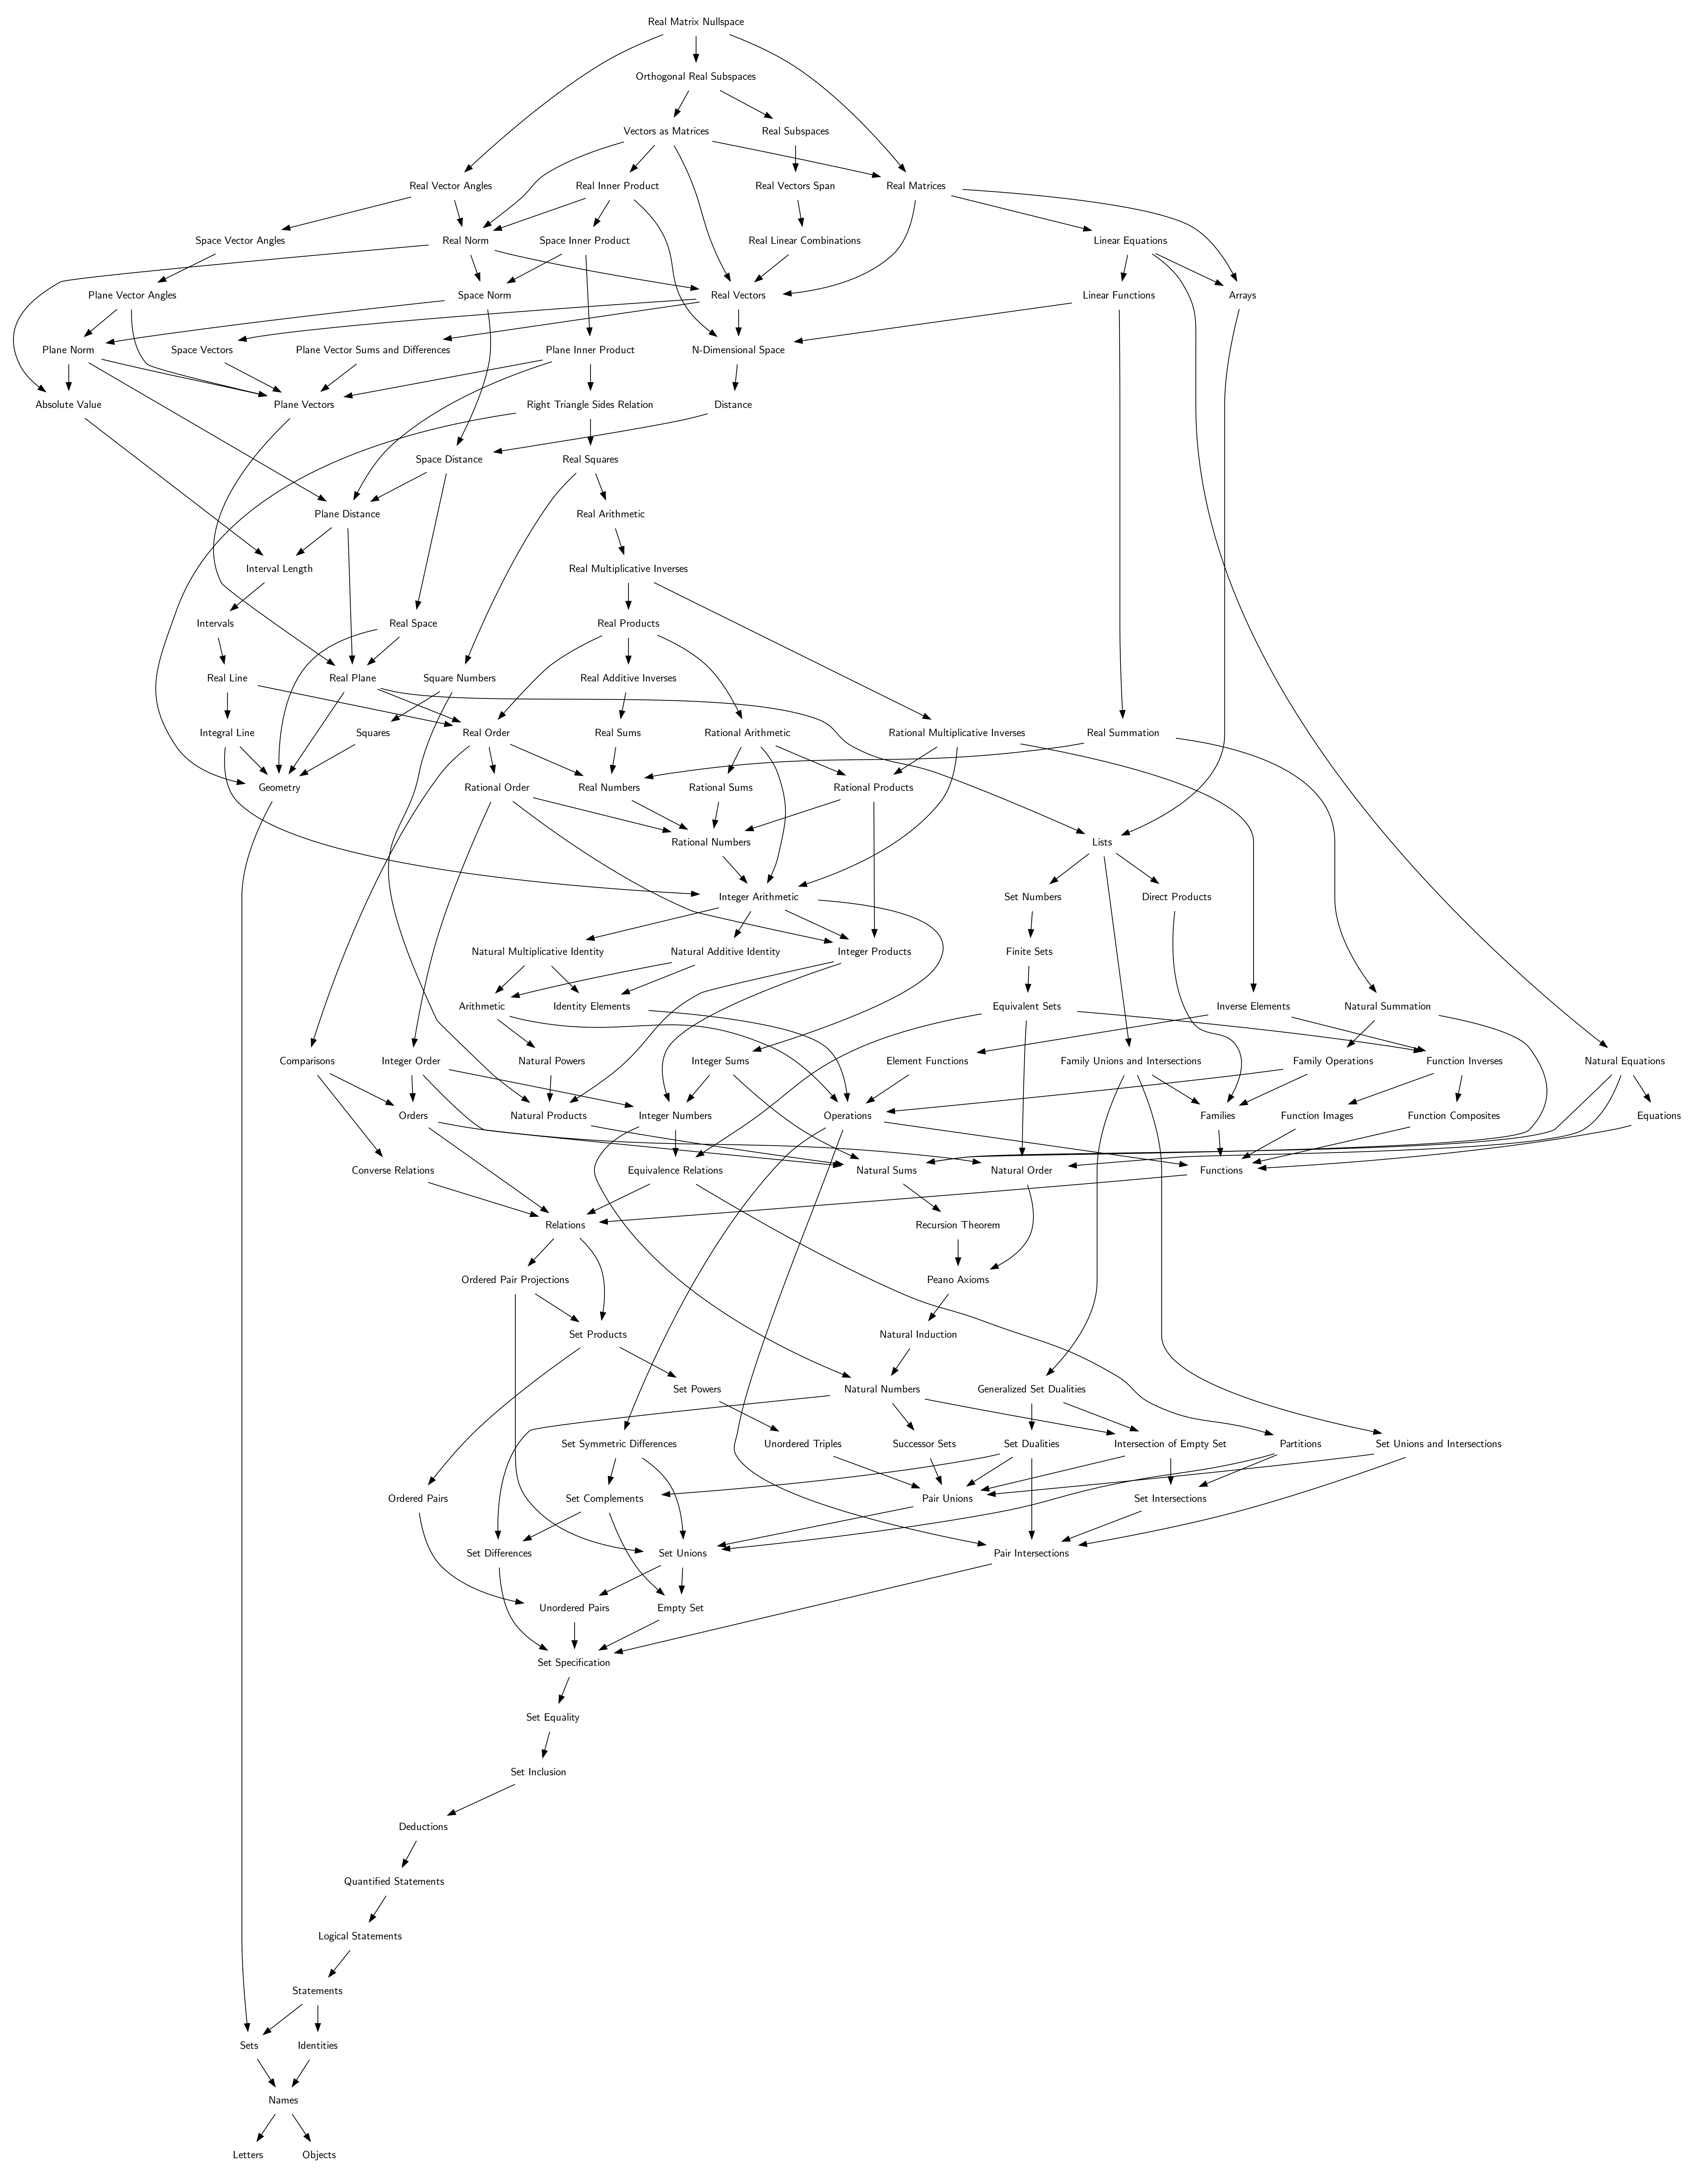 Real Matrix Nullspace
Orthogonal Real Subspaces
Vectors as Matrices
Real Subspaces
Real Vector Angles
Real Inner Product
Real Vectors Span
Real Matrices
Space Vector Angles
Real Norm
Space Inner Product
Real Linear Combinations
Linear Equations
Plane Vector Angles
Space Norm
Real Vectors
Linear Functions
Arrays
Plane Norm
Space Vectors
Plane Vector Sums and Differences
Plane Inner Product
N-Dimensional Space
Absolute Value
Plane Vectors
Right Triangle Sides Relation
Distance
Space Distance
Real Squares
Plane Distance
Real Arithmetic
Interval Length
Real Multiplicative Inverses
Intervals
Real Space
Real Products
Real Line
Real Plane
Square Numbers
Real Additive Inverses
Integral Line
Squares
Real Order
Real Sums
Rational Arithmetic
Rational Multiplicative Inverses
Real Summation
Geometry
Rational Order
Real Numbers
Rational Sums
Rational Products
Rational Numbers
Lists
Integer Arithmetic
Set Numbers
Direct Products
Natural Multiplicative Identity
Natural Additive Identity
Integer Products
Finite Sets
Arithmetic
Identity Elements
Equivalent Sets
Inverse Elements
Natural Summation
Comparisons
Integer Order
Natural Powers
Integer Sums
Element Functions
Family Unions and Intersections
Family Operations
Function Inverses
Natural Equations
Orders
Natural Products
Integer Numbers
Operations
Families
Function Images
Function Composites
Equations
Converse Relations
Equivalence Relations
Natural Sums
Natural Order
Functions
Relations
Recursion Theorem
Ordered Pair Projections
Peano Axioms
Set Products
Natural Induction
Set Powers
Natural Numbers
Generalized Set Dualities
Set Symmetric Differences
Unordered Triples
Successor Sets
Set Dualities
Intersection of Empty Set
Partitions
Set Unions and Intersections
Ordered Pairs
Set Complements
Pair Unions
Set Intersections
Set Differences
Set Unions
Pair Intersections
Unordered Pairs
Empty Set
Set Specification
Set Equality
Set Inclusion
Deductions
Quantified Statements
Logical Statements
Statements
Sets
Identities
Names
Letters
Objects